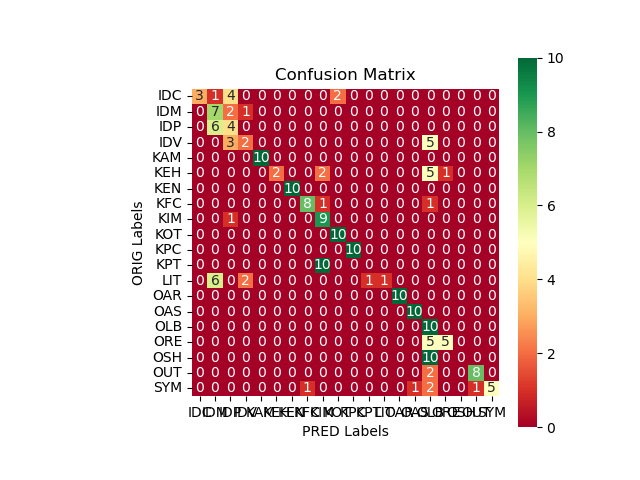 Confusion Matrix
ORIG Labels
IDC 3 1 4 0 0 0 0 0 0 2 0 0 0 0 0 0 0 0 0 0
IDM 0 7 2 1 0 0 0 0 0 0 0 0 0 0 0 0 0 0 0 0
IDP 0 6 4 0 0 0 0 0 0 0 0 0 0 0 0 0 0 0 0 0
IDV 0 0 3 2 0 0 0 0 0 0 0 0 0 0 0 5 0 0 0 0
KAM 0 0 0 0 10 0 0 0 0 0 0 0 0 0 0 0 0 0 0 0
KEH 0 0 0 0 0 2 0 0 2 0 0 0 0 0 0 5 1 0 0 0
KEN 0 0 0 0 0 0 10 0 0 0 0 0 0 0 0 0 0 0 0 0
KFC 0 0 0 0 0 0 0 8 1 0 0 0 0 0 0 1 0 0 0 0
KIM 0 0 1 0 0 0 0 0 9 0 0 0 0 0 0 0 0 0 0 0
KOT 0 0 0 0 0 0 0 0 0 10 0 0 0 0 0 0 0 0 0 0
KPC 0 0 0 0 0 0 0 0 0 0 10 0 0 0 0 0 0 0 0 0
KPT 0 0 0 0 0 0 0 0 10 0 0 0 0 0 0 0 0 0 0 0
LIT 0 6 0 2 0 0 0 0 0 0 0 1 1 0 0 0 0 0 0 0
OAR 0 0 0 0 0 0 0 0 0 0 0 0 0 10 0 0 0 0 0 0
OAS 0 0 0 0 0 0 0 0 0 0 0 0 0 0 10 0 0 0 0 0
OLB 0 0 0 0 0 0 0 0 0 0 0 0 0 0 0 10 0 0 0 0
ORE 0 0 0 0 0 0 0 0 0 0 0 0 0 0 0 5 5 0 0 0
OSH 0 0 0 0 0 0 0 0 0 0 0 0 0 0 0 10 0 0 0 0
OUT 0 0 0 0 0 0 0 0 0 0 0 0 0 0 0 2 0 0 8 0
SYM 0 0 0 0 0 0 0 1 0 0 0 0 0 0 1 2 0 0 1 5
IDC IDM IDP IDV KAM KEH KEN KFC KIM KOT KPC KPT LIT OAR OAS OLB ORE OSH OUT SYM
PRED Labels
10
8
6
4
2
0